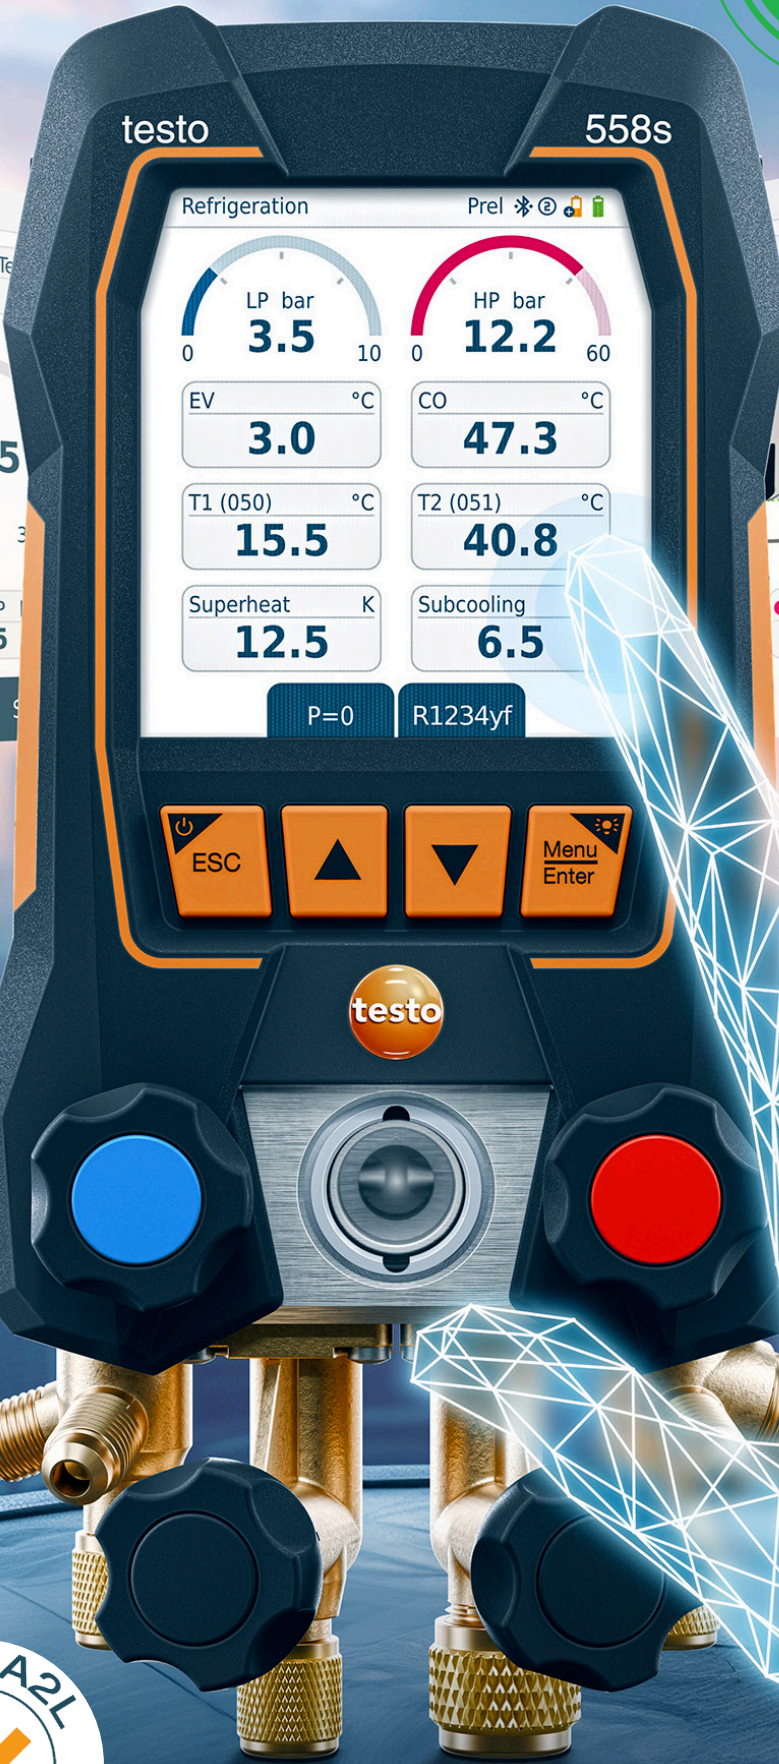 testo
558s
Refrigeration
Prel
LP bar
3.5
0
10
HP bar
12.2
0
60
EV °C
3.0
CO °C
47.3
T1 (050) °C
15.5
T2 (051) °C
40.8
Superheat K
12.5
Subcooling
6.5
P=0
R1234yf
ESC
Menu
Enter
testo
A2L